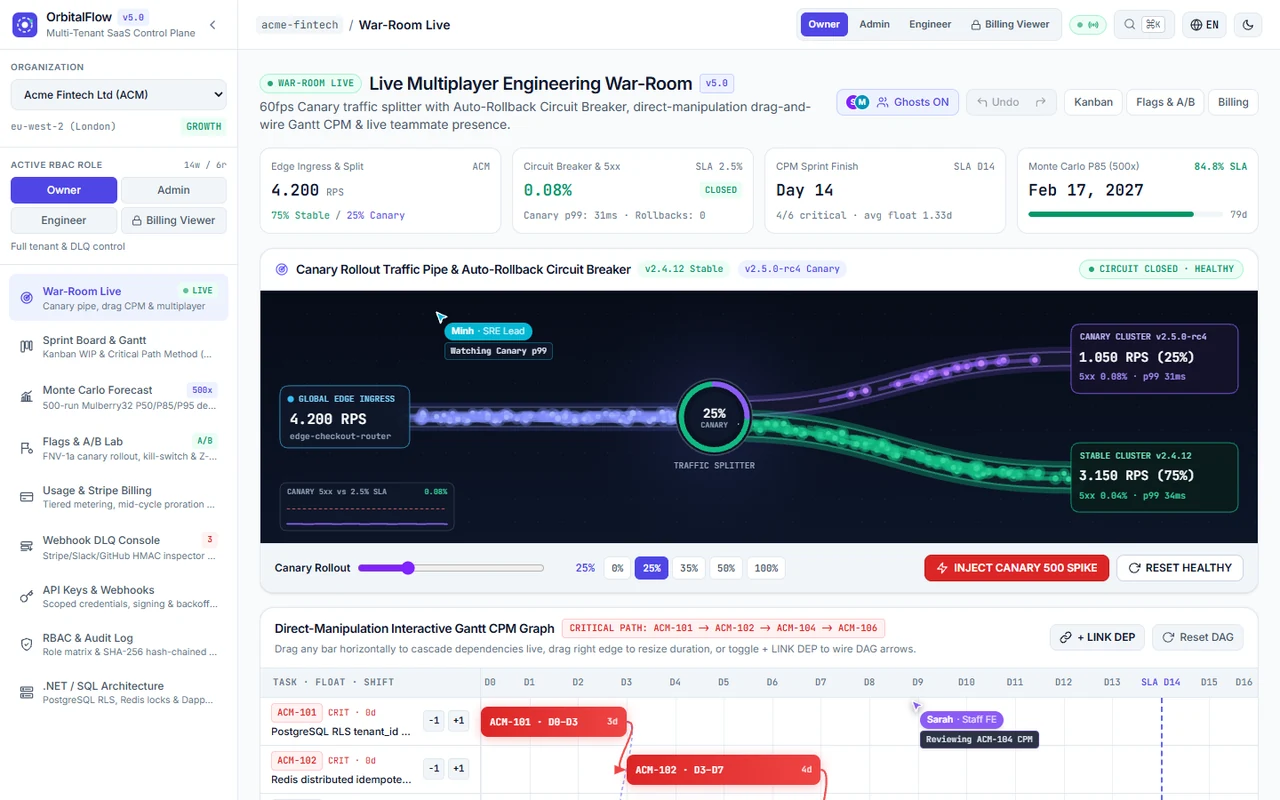 OrbitalFlow v5.0
Multi-Tenant SaaS Control Plane
ORGANIZATION
Acme Fintech Ltd (ACM)
eu-west-2 (London) GROWTH
ACTIVE RBAC ROLE 14w / 6r
Owner Admin
Engineer Billing Viewer
Full tenant & DLQ control
War-Room Live LIVE
Canary pipe, drag CPM & multiplayer
Sprint Board & Gantt
Kanban WIP & Critical Path Method (...
Monte Carlo Forecast 500x
500-run Mulberry32 P50/P85/P95 de...
Flags & A/B Lab A/B
FNV-1a canary rollout, kill-switch & Z-...
Usage & Stripe Billing
Tiered metering, mid-cycle proration ...
Webhook DLQ Console 3
Stripe/Slack/GitHub HMAC inspector ...
API Keys & Webhooks
Scoped credentials, signing & backoff...
RBAC & Audit Log
Role matrix & SHA-256 hash-chained ...
.NET / SQL Architecture
PostgreSQL RLS, Redis locks & Dapp...
acme-fintech / War-Room Live
Owner Admin Engineer Billing Viewer ⌘K EN
WAR-ROOM LIVE Live Multiplayer Engineering War-Room v5.0
60fps Canary traffic splitter with Auto-Rollback Circuit Breaker, direct-manipulation drag-and-
wire Gantt CPM & live teammate presence.
S M Ghosts ON Undo Kanban Flags & A/B Billing
Edge Ingress & Split ACM
4.200 RPS
75% Stable / 25% Canary
Circuit Breaker & 5xx SLA 2.5%
0.08% CLOSED
Canary p99: 31ms · Rollbacks: 0
CPM Sprint Finish SLA D14
Day 14
4/6 critical · avg float 1.33d
Monte Carlo P85 (500x) 84.8% SLA
Feb 17, 2027
79d
Canary Rollout Traffic Pipe & Auto-Rollback Circuit Breaker v2.4.12 Stable v2.5.0-rc4 Canary CIRCUIT CLOSED · HEALTHY
Minh · SRE Lead
Watching Canary p99
GLOBAL EDGE INGRESS
4.200 RPS
edge-checkout-router
25%
CANARY
TRAFFIC SPLITTER
CANARY CLUSTER v2.5.0-rc4
1.050 RPS (25%)
5xx 0.08% · p99 31ms
STABLE CLUSTER v2.4.12
3.150 RPS (75%)
5xx 0.04% · p99 34ms
CANARY 5xx vs 2.5% SLA 0.08%
Canary Rollout 25% 0% 25% 35% 50% 100% INJECT CANARY 500 SPIKE RESET HEALTHY
Direct-Manipulation Interactive Gantt CPM Graph CRITICAL PATH: ACM-101 → ACM-102 → ACM-104 → ACM-106
Drag any bar horizontally to cascade dependencies live, drag right edge to resize duration, or toggle + LINK DEP to wire DAG arrows.
+ LINK DEP Reset DAG
TASK · FLOAT · SHIFT D0 D1 D2 D3 D4 D5 D6 D7 D8 D9 D10 D11 D12 D13 SLA D14 D15 D16
ACM-101 CRIT · 0d -1 +1
PostgreSQL RLS tenant_id ...
ACM-101 · D0-D3 3d
Sarah · Staff FE
Reviewing ACM-104 CPM
ACM-102 CRIT · 0d -1 +1
Redis distributed idempote...
ACM-102 · D3-D7 4d